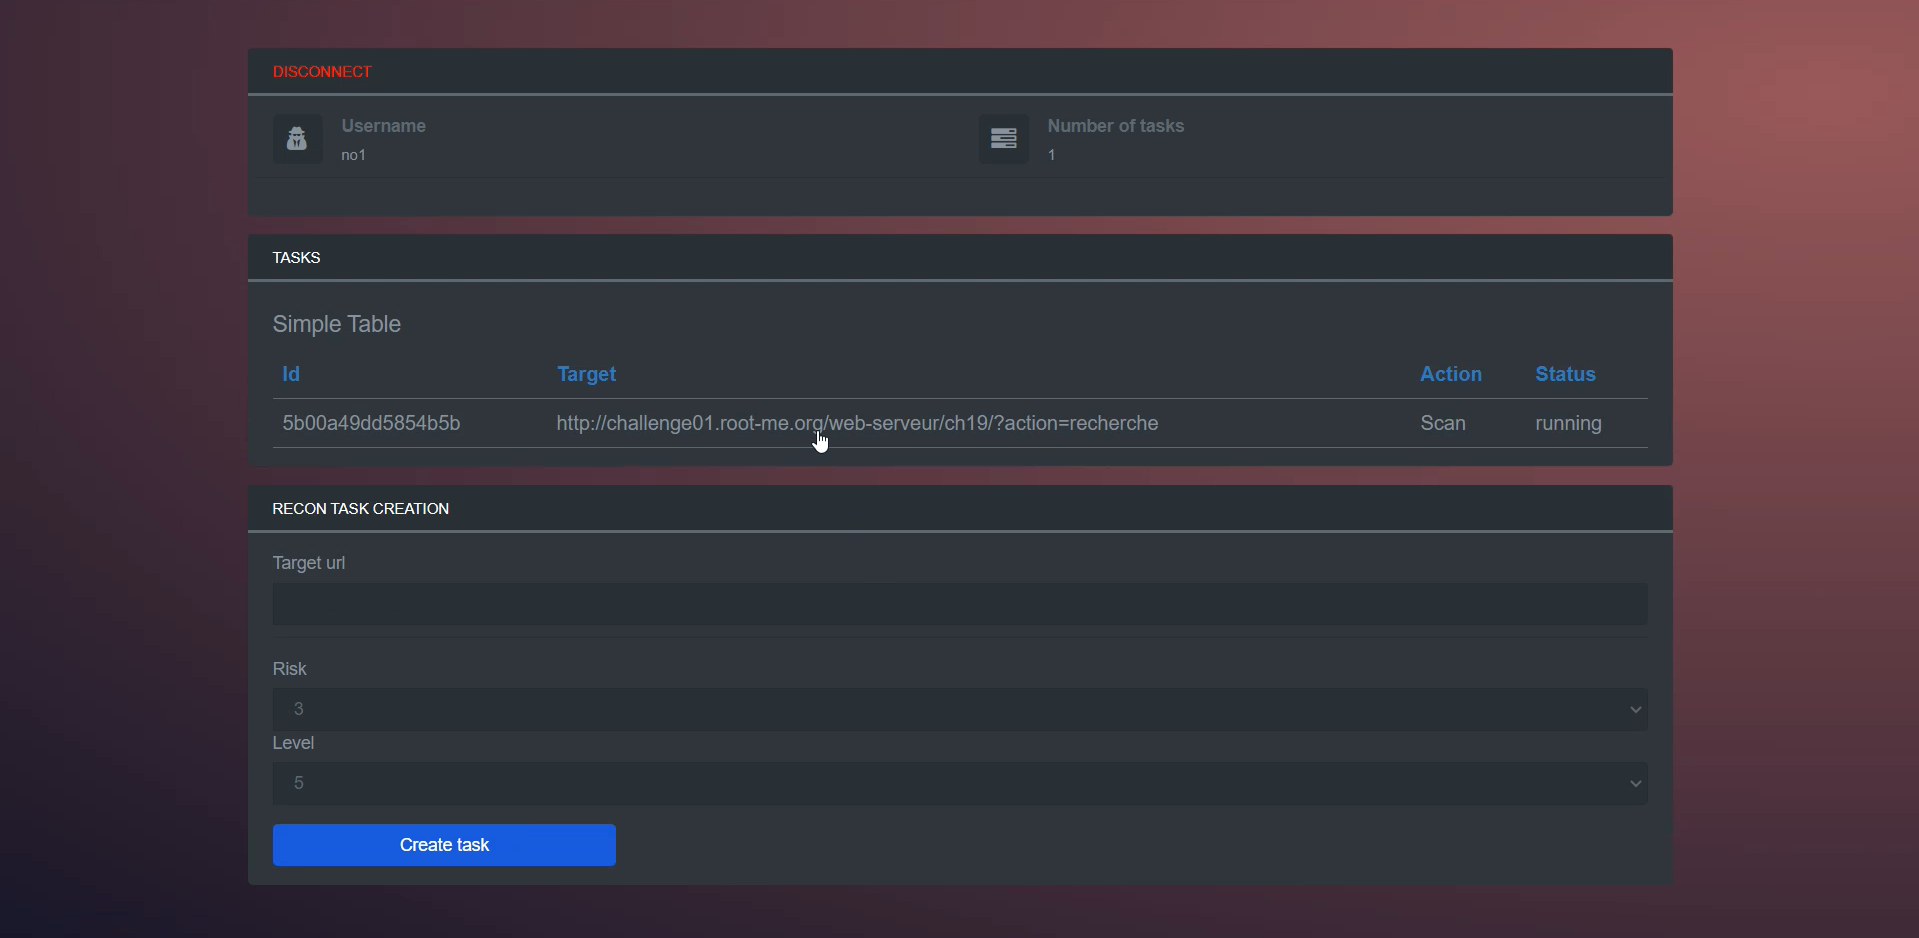 DISCONNECT
Username
no1
Number of tasks
1
TASKS
Simple Table
Id Target Action Status
5b00a49dd5854b5b http://challenge01.root-me.org/web-serveur/ch19/?action=recherche Scan running
RECON TASK CREATION
Target url
Risk
3
Level
5
Create task